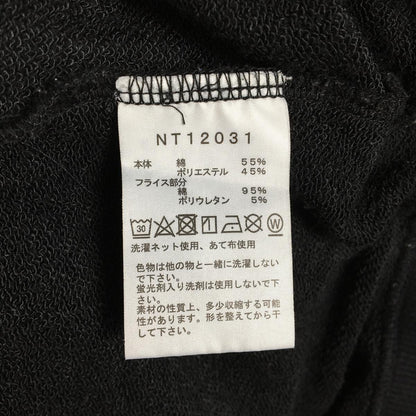 NT12031
本体 綿 55%
ポリエステル 45%
フライス部分
綿 95%
ポリウレタン 5%
30 W
洗濯ネット使用、あて布使用
色物は他の物と一緒に洗濯しない
で下さい。
蛍光剤入り洗剤は使用しないで下
さい。
素材の性質上、多少収縮する可能
性があります。形を整えてから干
して下さい。